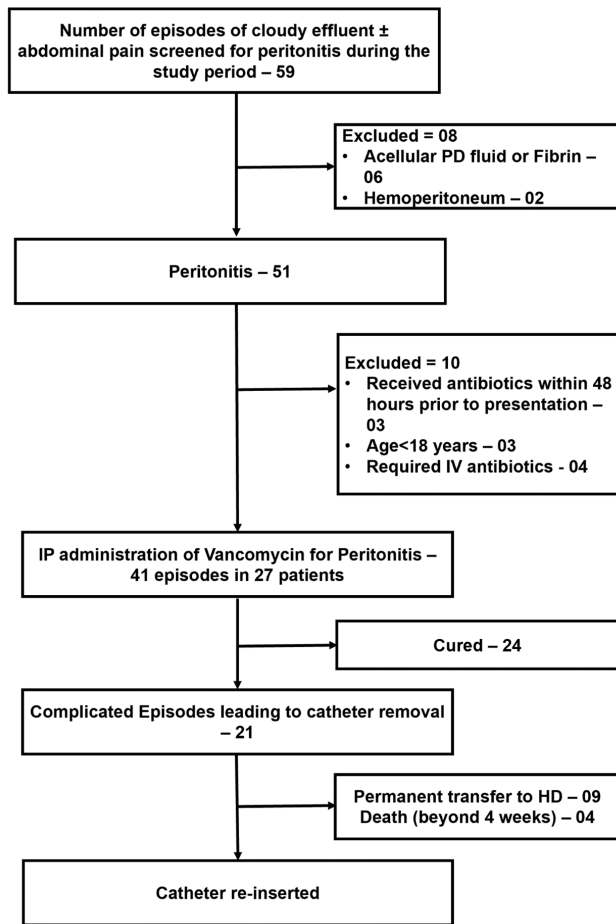 Number of episodes of cloudy effluent ±
abdominal pain screened for peritonitis during the
study period – 59
Excluded = 08
• Acellular PD fluid or Fibrin –
06
• Hemoperitoneum – 02
Peritonitis – 51
Excluded = 10
• Received antibiotics within 48
hours prior to presentation –
03
• Age<18 years – 03
• Required IV antibiotics - 04
IP administration of Vancomycin for Peritonitis –
41 episodes in 27 patients
Cured – 24
Complicated Episodes leading to catheter removal
– 21
Permanent transfer to HD – 09
Death (beyond 4 weeks) – 04
Catheter re-inserted